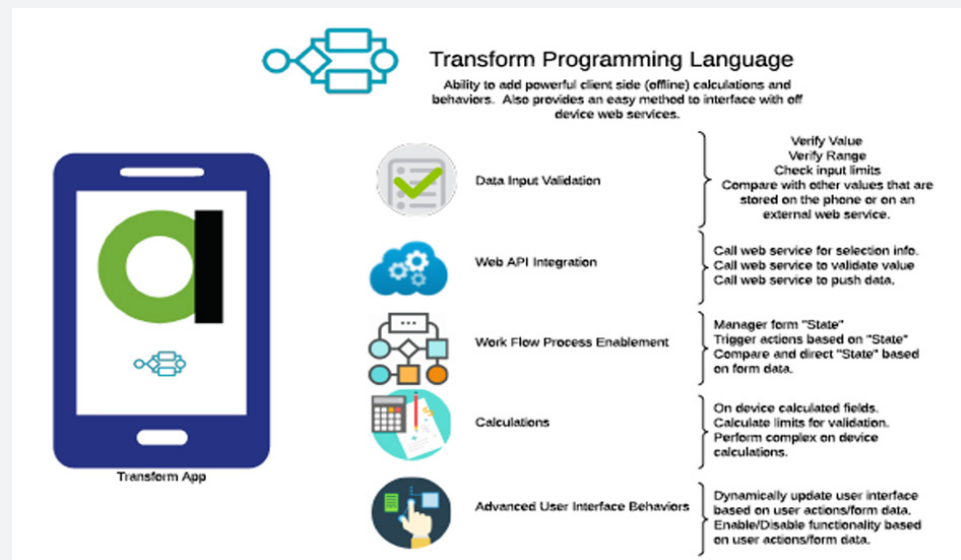 Transform Programming Language
Ability to add powerful client side (offline) calculations and
behaviors. Also provides an easy method to interface with off
device web services.
Data Input Validation
Verify Value
Verify Range
Check input limits
Compare with other values that are
stored on the phone or on an
external web service.
Web API Integration
Call web service for selection info.
Call web service to validate value
Call web service to push data.
Work Flow Process Enablement
Manager form "State"
Trigger actions based on "State"
Compare and direct "State" based
on form data.
Calculations
On device calculated fields.
Calculate limits for validation.
Perform complex on device
calculations.
Advanced User Interface Behaviors
Dynamically update user interface
based on user actions/form data.
Enable/Disable functionality based
on user actions/form data.
Transform App